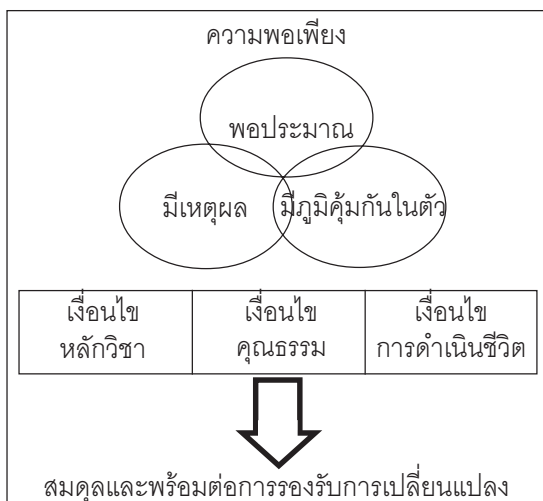 ความพอเพียง
พอประมาณ
มีเหตุผล มีภูมิคุ้มกันในตัว
เงื่อนไข เงื่อนไข เงื่อนไข
หลักวิชา คุณธรรม การดำเนินชีวิต
สมดุลและพร้อมต่อการรองรับการเปลี่ยนแปลง